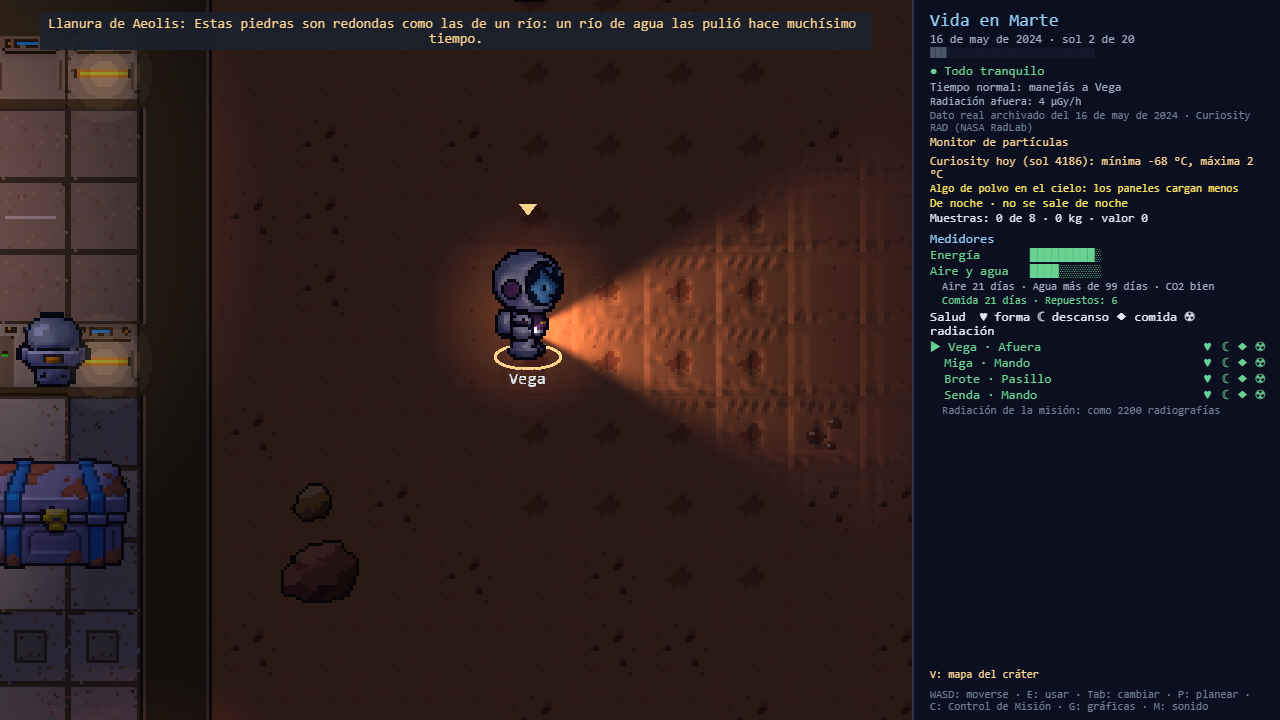 Llanura de Aeolis: Estas piedras son redondas como las de un río: un río de agua las pulió hace muchísimo
tiempo.
Vega
Vida en Marte
16 de may de 2024 · sol 2 de 20
● Todo tranquilo
Tiempo normal: manejás a Vega
Radiación afuera: 4 µGy/h
Dato real archivado del 16 de may de 2024 · Curiosity
RAD (NASA RadLab)
Monitor de partículas
Curiosity hoy (sol 4186): mínima -68 °C, máxima 2
°C
Algo de polvo en el cielo: los paneles cargan menos
De noche · no se sale de noche
Muestras: 0 de 8 · 0 kg · valor 0
Medidores
Energía
Aire y agua
Aire 21 días · Agua más de 99 días · CO2 bien
Comida 21 días · Repuestos: 6
Salud ♥ forma ☾ descanso ◆ comida ☢
radiación
▶ Vega · Afuera ♥ ☾ ◆ ☢
Miga · Mando ♥ ☾ ◆ ☢
Brote · Pasillo ♥ ☾ ◆ ☢
Senda · Mando ♥ ☾ ◆ ☢
Radiación de la misión: como 2200 radiografías
V: mapa del cráter
WASD: moverse · E: usar · Tab: cambiar · P: planear ·
C: Control de Misión · G: gráficas · M: sonido